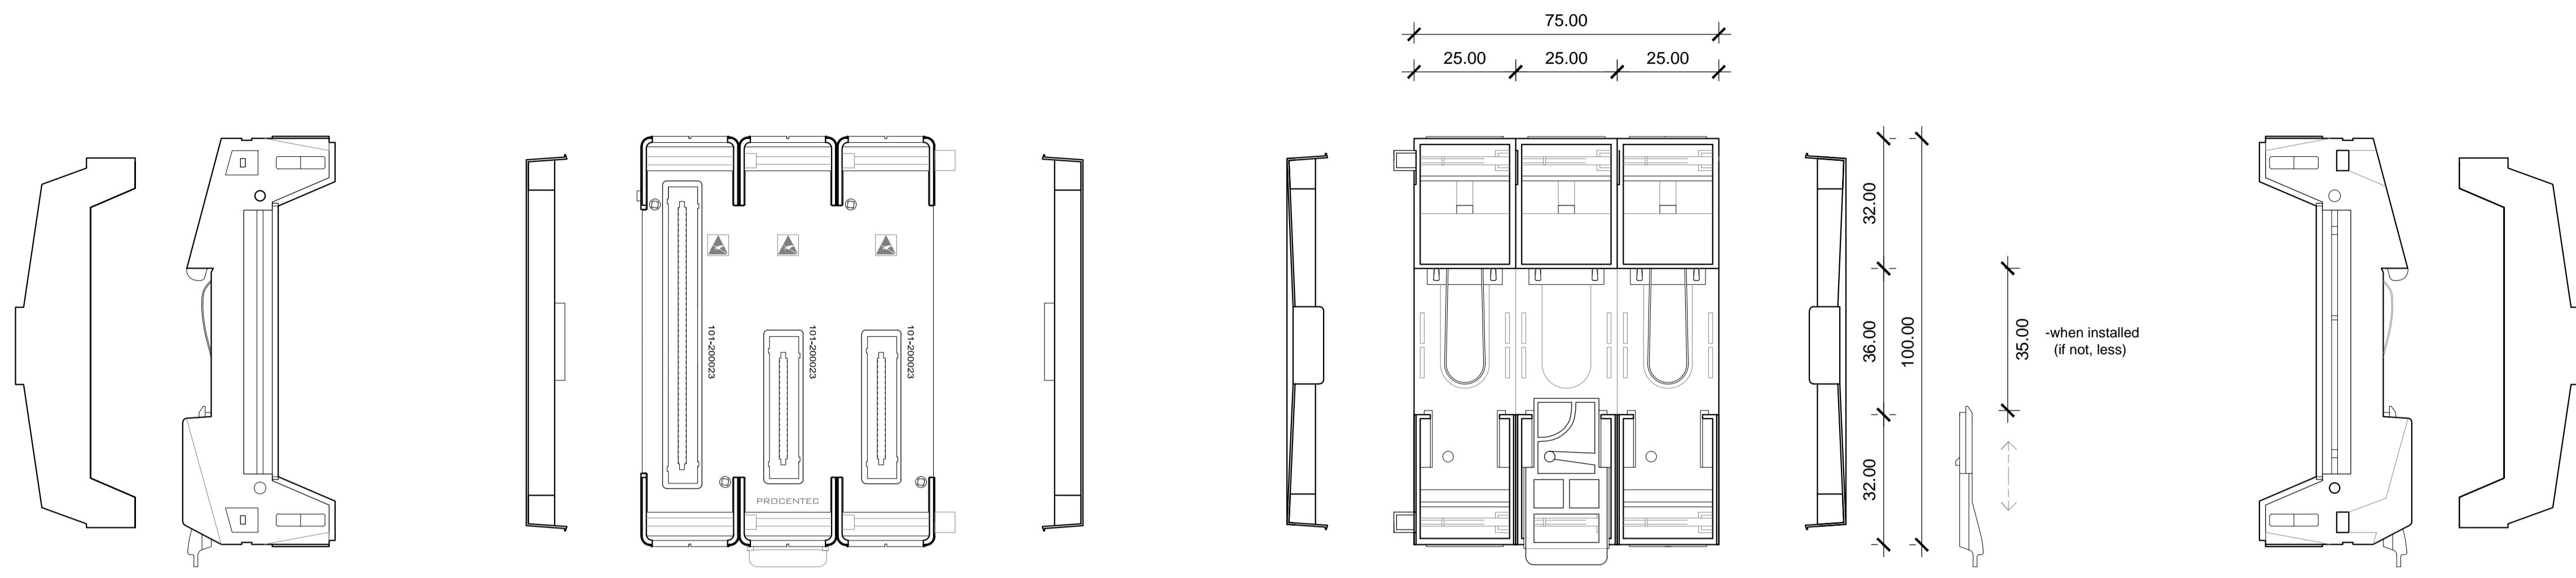 75.00
25.00 25.00 25.00
101-200023
101-200023
101-200023
PROCENTEC
32.00
36.00
32.00
100.00
35.00
-when installed
(if not, less)